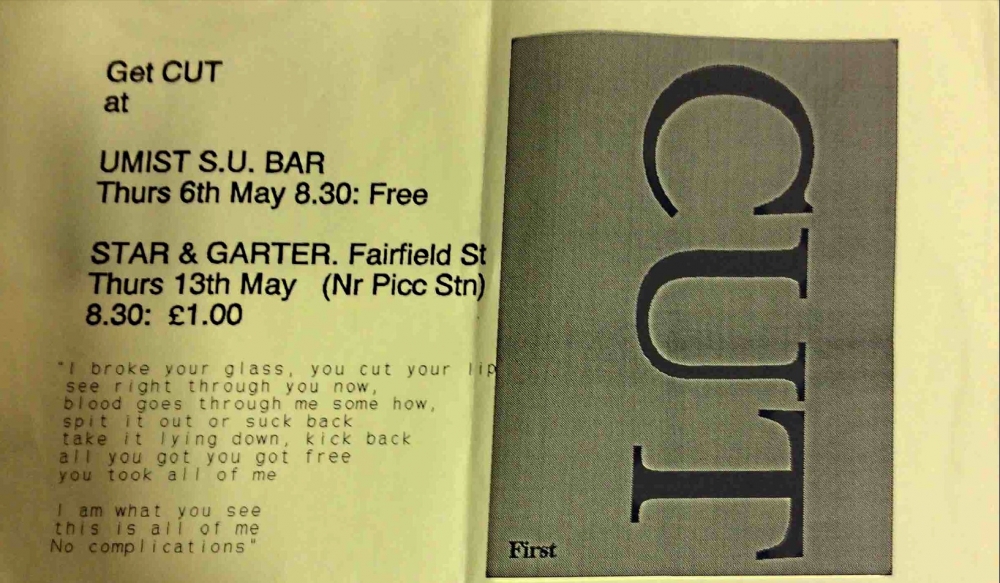 Get CUT
at
UMIST S.U. BAR
Thurs 6th May 8.30: Free
STAR & GARTER. Fairfield St
Thurs 13th May (Nr Picc Stn)
8.30: £1.00
"I broke your glass, you cut your lip
see right through you now,
blood goes through me some how,
spit it out or suck back
take it lying down, kick back
all you got you got free
you took all of me
I am what you see
this is all of me
No complications"
CUT
First